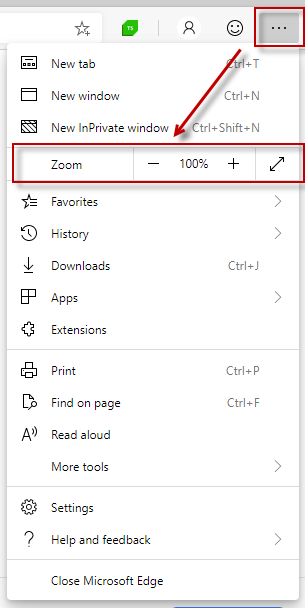 TS
New tab Ctrl+T
New window Ctrl+N
New InPrivate window Ctrl+Shift+N
Zoom — 100% +
Favorites
History
Downloads Ctrl+J
Apps
Extensions
Print Ctrl+P
Find on page Ctrl+F
A Read aloud
More tools
Settings
? Help and feedback
Close Microsoft Edge